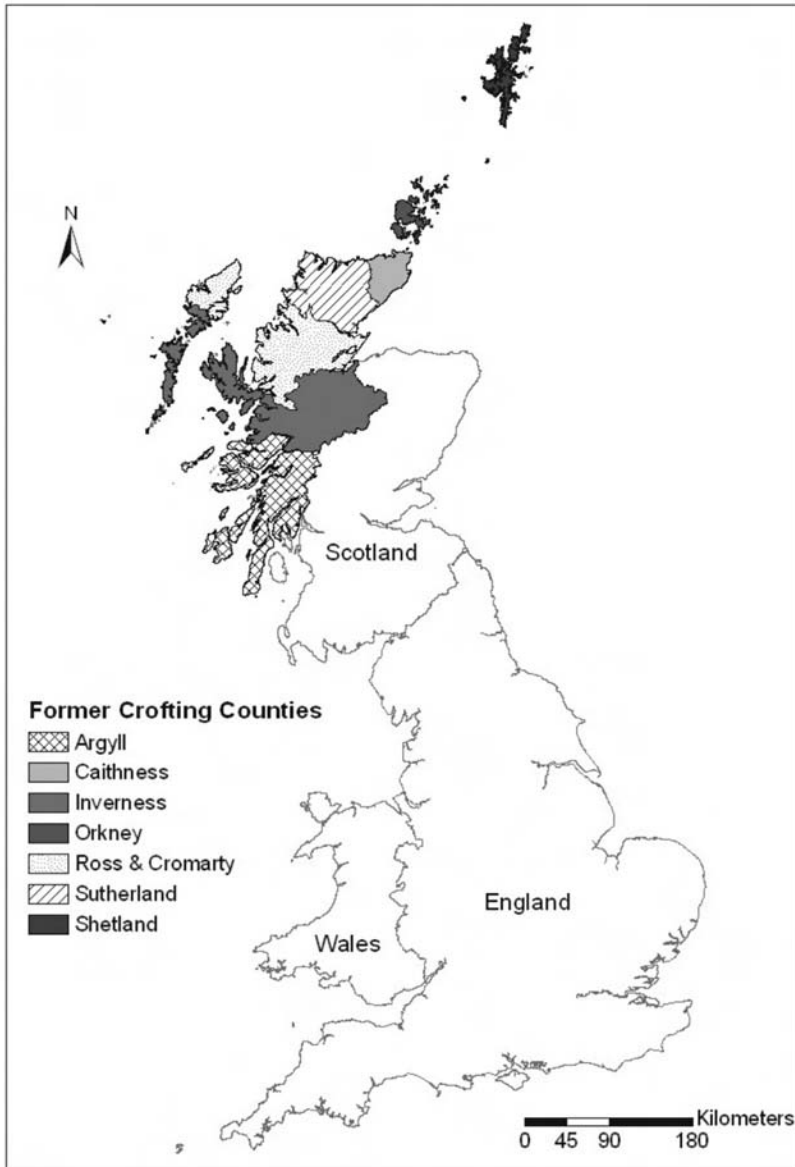 N
Scotland
Former Crofting Counties
Argyll
Caithness
Inverness
Orkney
Ross & Cromarty
Sutherland
Shetland
England
Wales
Kilometers
0 45 90 180